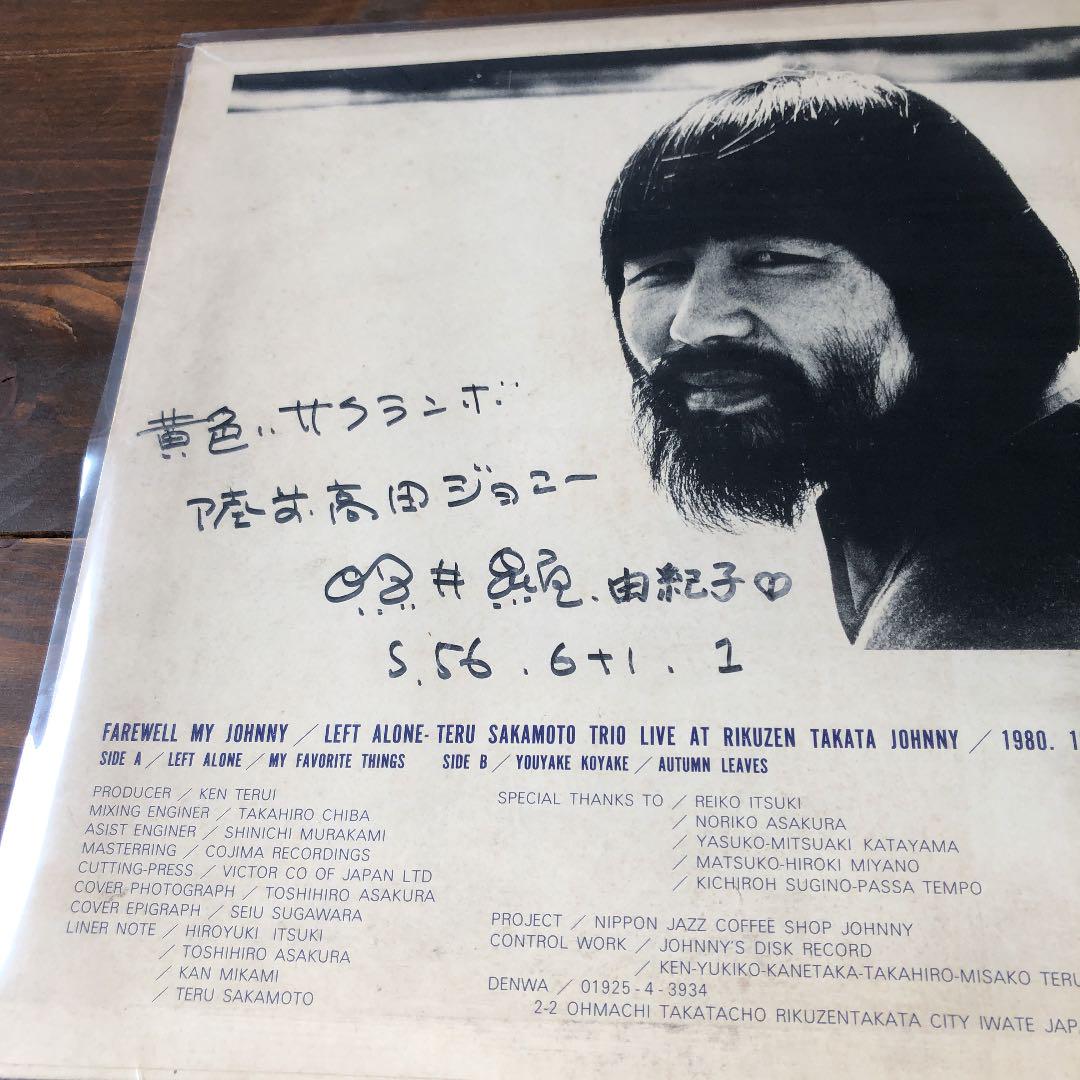 黄色いサクランボ
陸前高田ジョニー
照井顕、由紀子
S.56.6+1.1
FAREWELL MY JOHNNY / LEFT ALONE-TERU SAKAMOTO TRIO LIVE AT RIKUZEN TAKATA JOHNNY / 1980.
SIDE A / LEFT ALONE / MY FAVORITE THINGS SIDE B / YOUYAKE KOYAKE / AUTUMN LEAVES
PRODUCER / KEN TERUI
MIXING ENGINER / TAKAHIRO CHIBA
ASIST ENGINER / SHINICHI MURAKAMI
MASTERRING / COJIMA RECORDINGS
CUTTING-PRESS / VICTOR CO OF JAPAN LTD
COVER PHOTOGRAPH / TOSHIHIRO ASAKURA
COVER EPIGRAPH / SEIU SUGAWARA
LINER NOTE / HIROYUKI ITSUKI
/ TOSHIHIRO ASAKURA
/ KAN MIKAMI
/ TERU SAKAMOTO
SPECIAL THANKS TO / REIKO ITSUKI
/ NORIKO ASAKURA
/ YASUKO-MITSUAKI KATAYAMA
/ MATSUKO-HIROKI MIYANO
/ KICHIROH SUGINO-PASSA TEMPO
PROJECT / NIPPON JAZZ COFFEE SHOP JOHNNY
CONTROL WORK / JOHNNY'S DISK RECORD
/ KEN-YUKIKO-KANETAKA-TAKAHIRO-MISAKO TERU
DENWA / 01925-4-3934
2-2 OHMACHI TAKATACHO RIKUZENTAKATA CITY IWATE JAP